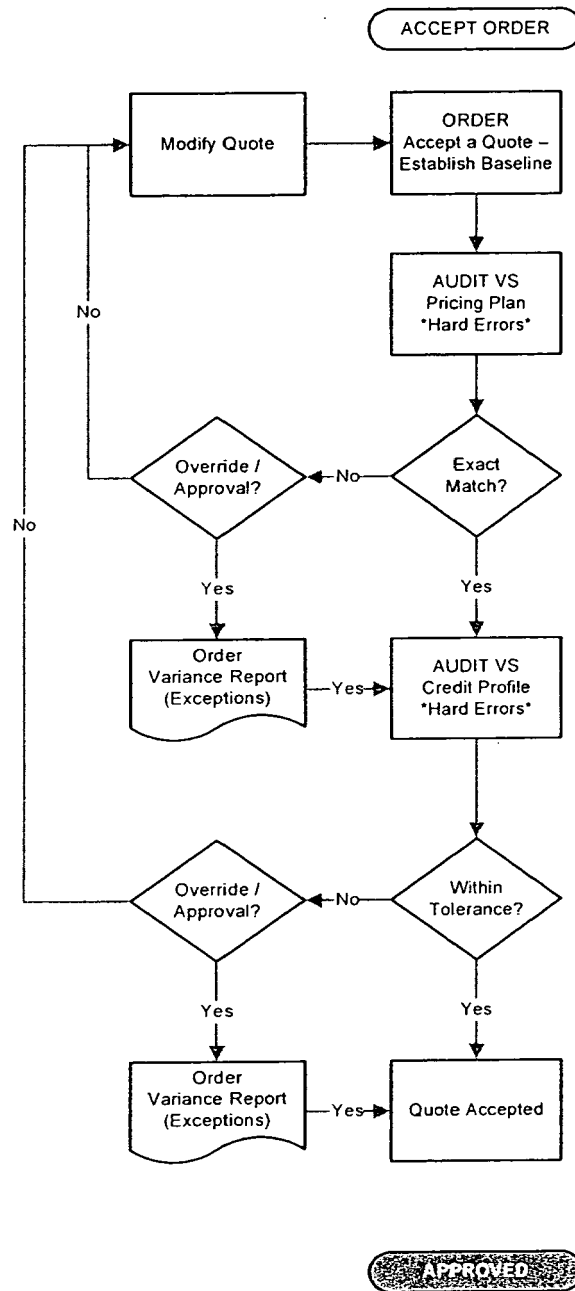 ACCEPT ORDER
Modify Quote
ORDER
Accept a Quote –
Establish Baseline
AUDIT VS
Pricing Plan
*Hard Errors*
No
Override /
Approval?
No
Exact
Match?
No
Yes
Yes
Order
Variance Report
(Exceptions)
Yes
AUDIT VS
Credit Profile
*Hard Errors*
Override /
Approval?
No
Within
Tolerance?
Yes
Yes
Order
Variance Report
(Exceptions)
Yes
Quote Accepted
APPROVED